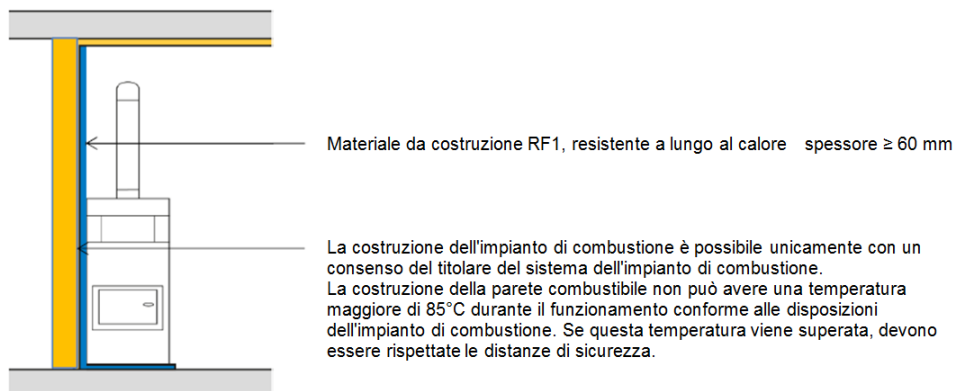 Materiale da costruzione RF1, resistente a lungo al calore spessore ≥ 60 mm
La costruzione dell'impianto di combustione è possibile unicamente con un
consenso del titolare del sistema dell'impianto di combustione.
La costruzione della parete combustibile non può avere una temperatura
maggiore di 85°C durante il funzionamento conforme alle disposizioni
dell'impianto di combustione. Se questa temperatura viene superata, devono
essere rispettate le distanze di sicurezza.